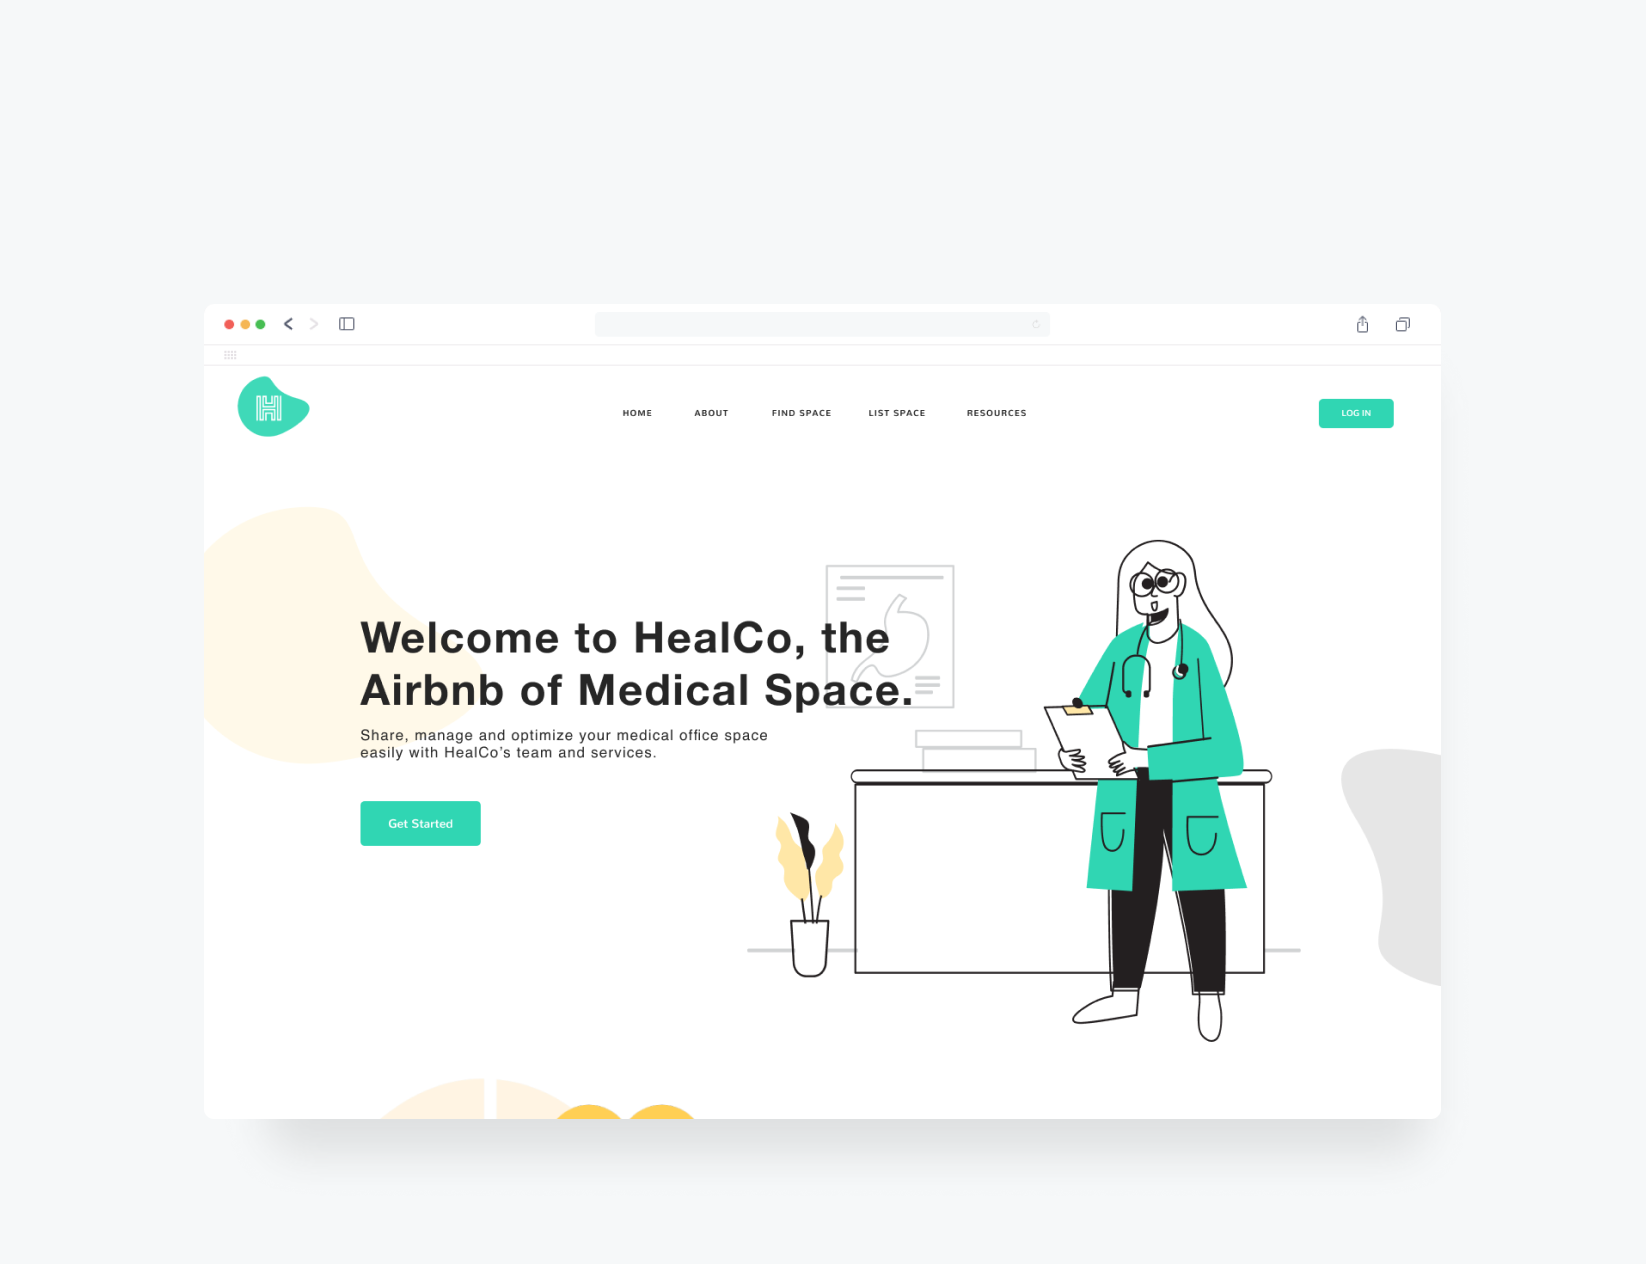 H
HOME ABOUT FIND SPACE LIST SPACE RESOURCES LOG IN
Welcome to HealCo, the
Airbnb of Medical Space.
Share, manage and optimize your medical office space
easily with HealCo’s team and services.
Get Started